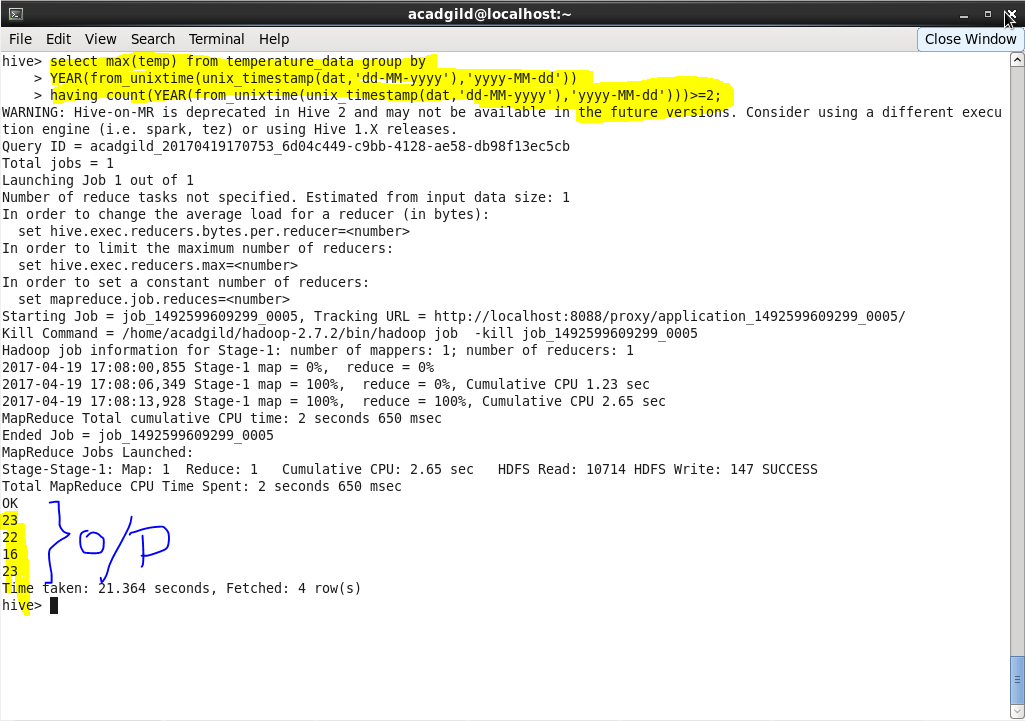 acadgild@localhost:~
File Edit View Search Terminal Help
Close Window
hive> select max(temp) from temperature_data group by
    > YEAR(from_unixtime(unix_timestamp(dat,'dd-MM-yyyy'),'yyyy-MM-dd'))
    > having count(YEAR(from_unixtime(unix_timestamp(dat,'dd-MM-yyyy'),'yyyy-MM-dd')))>=2;
WARNING: Hive-on-MR is deprecated in Hive 2 and may not be available in the future versions. Consider using a different execu
tion engine (i.e. spark, tez) or using Hive 1.X releases.
Query ID = acadgild_20170419170753_6d04c449-c9bb-4128-ae58-db98f13ec5cb
Total jobs = 1
Launching Job 1 out of 1
Number of reduce tasks not specified. Estimated from input data size: 1
In order to change the average load for a reducer (in bytes):
  set hive.exec.reducers.bytes.per.reducer=<number>
In order to limit the maximum number of reducers:
  set hive.exec.reducers.max=<number>
In order to set a constant number of reducers:
  set mapreduce.job.reduces=<number>
Starting Job = job_1492599609299_0005, Tracking URL = http://localhost:8088/proxy/application_1492599609299_0005/
Kill Command = /home/acadgild/hadoop-2.7.2/bin/hadoop job  -kill job_1492599609299_0005
Hadoop job information for Stage-1: number of mappers: 1; number of reducers: 1
2017-04-19 17:08:00,855 Stage-1 map = 0%,  reduce = 0%
2017-04-19 17:08:06,349 Stage-1 map = 100%,  reduce = 0%, Cumulative CPU 1.23 sec
2017-04-19 17:08:13,928 Stage-1 map = 100%,  reduce = 100%, Cumulative CPU 2.65 sec
MapReduce Total cumulative CPU time: 2 seconds 650 msec
Ended Job = job_1492599609299_0005
MapReduce Jobs Launched:
Stage-Stage-1: Map: 1  Reduce: 1   Cumulative CPU: 2.65 sec   HDFS Read: 10714 HDFS Write: 147 SUCCESS
Total MapReduce CPU Time Spent: 2 seconds 650 msec
OK
23
22
16
23
} O/P
Time taken: 21.364 seconds, Fetched: 4 row(s)
hive>